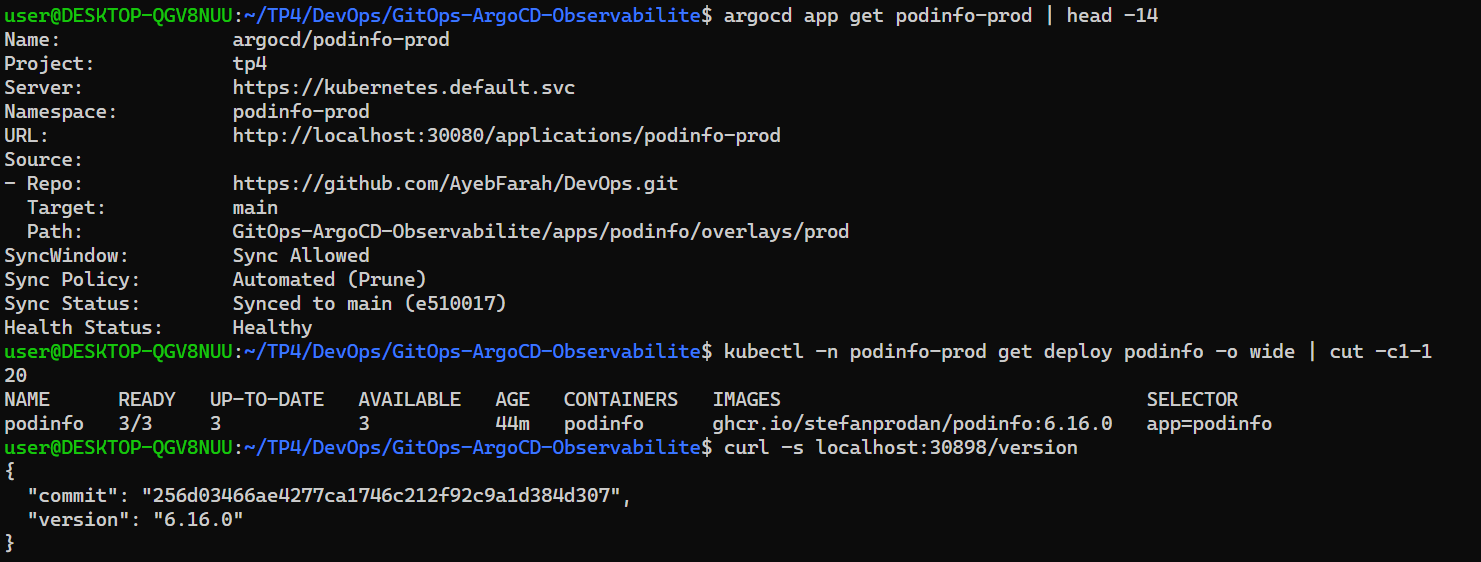 user@DESKTOP-QGV8NUU:~/TP4/DevOps/GitOps-ArgoCD-Observabilite$ argocd app get podinfo-prod | head -14
Name:               argocd/podinfo-prod
Project:            tp4
Server:             https://kubernetes.default.svc
Namespace:          podinfo-prod
URL:                http://localhost:30080/applications/podinfo-prod
Source:
- Repo:             https://github.com/AyebFarah/DevOps.git
  Target:           main
  Path:             GitOps-ArgoCD-Observabilite/apps/podinfo/overlays/prod
SyncWindow:         Sync Allowed
Sync Policy:        Automated (Prune)
Sync Status:        Synced to main (e510017)
Health Status:      Healthy
user@DESKTOP-QGV8NUU:~/TP4/DevOps/GitOps-ArgoCD-Observabilite$ kubectl -n podinfo-prod get deploy podinfo -o wide | cut -c1-1
20
NAME      READY   UP-TO-DATE   AVAILABLE   AGE   CONTAINERS   IMAGES                                SELECTOR
podinfo   3/3     3            3           44m   podinfo      ghcr.io/stefanprodan/podinfo:6.16.0   app=podinfo
user@DESKTOP-QGV8NUU:~/TP4/DevOps/GitOps-ArgoCD-Observabilite$ curl -s localhost:30898/version
{
  "commit": "256d03466ae4277ca1746c212f92c9a1d384d307",
  "version": "6.16.0"
}